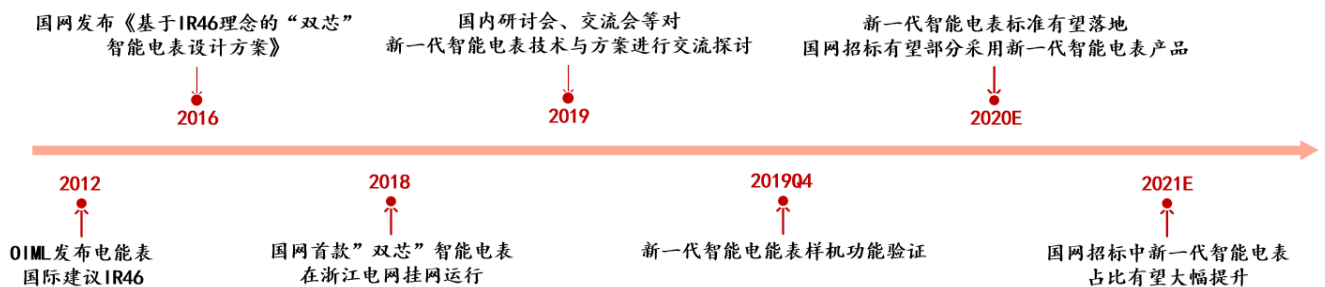 国网发布《基于IR46理念的“双芯”
智能电表设计方案》
2016
国内研讨会、交流会等对
新一代智能电表技术与方案进行交流探讨
2019
新一代智能电表标准有望落地
国网招标有望部分采用新一代智能电表产品
2020E
2012
OIML发布电能表
国际建议IR46
2018
国网首款”双芯”智能电表
在浙江电网挂网运行
2019Q4
新一代智能电能表样机功能验证
2021E
国网招标中新一代智能电表
占比有望大幅提升